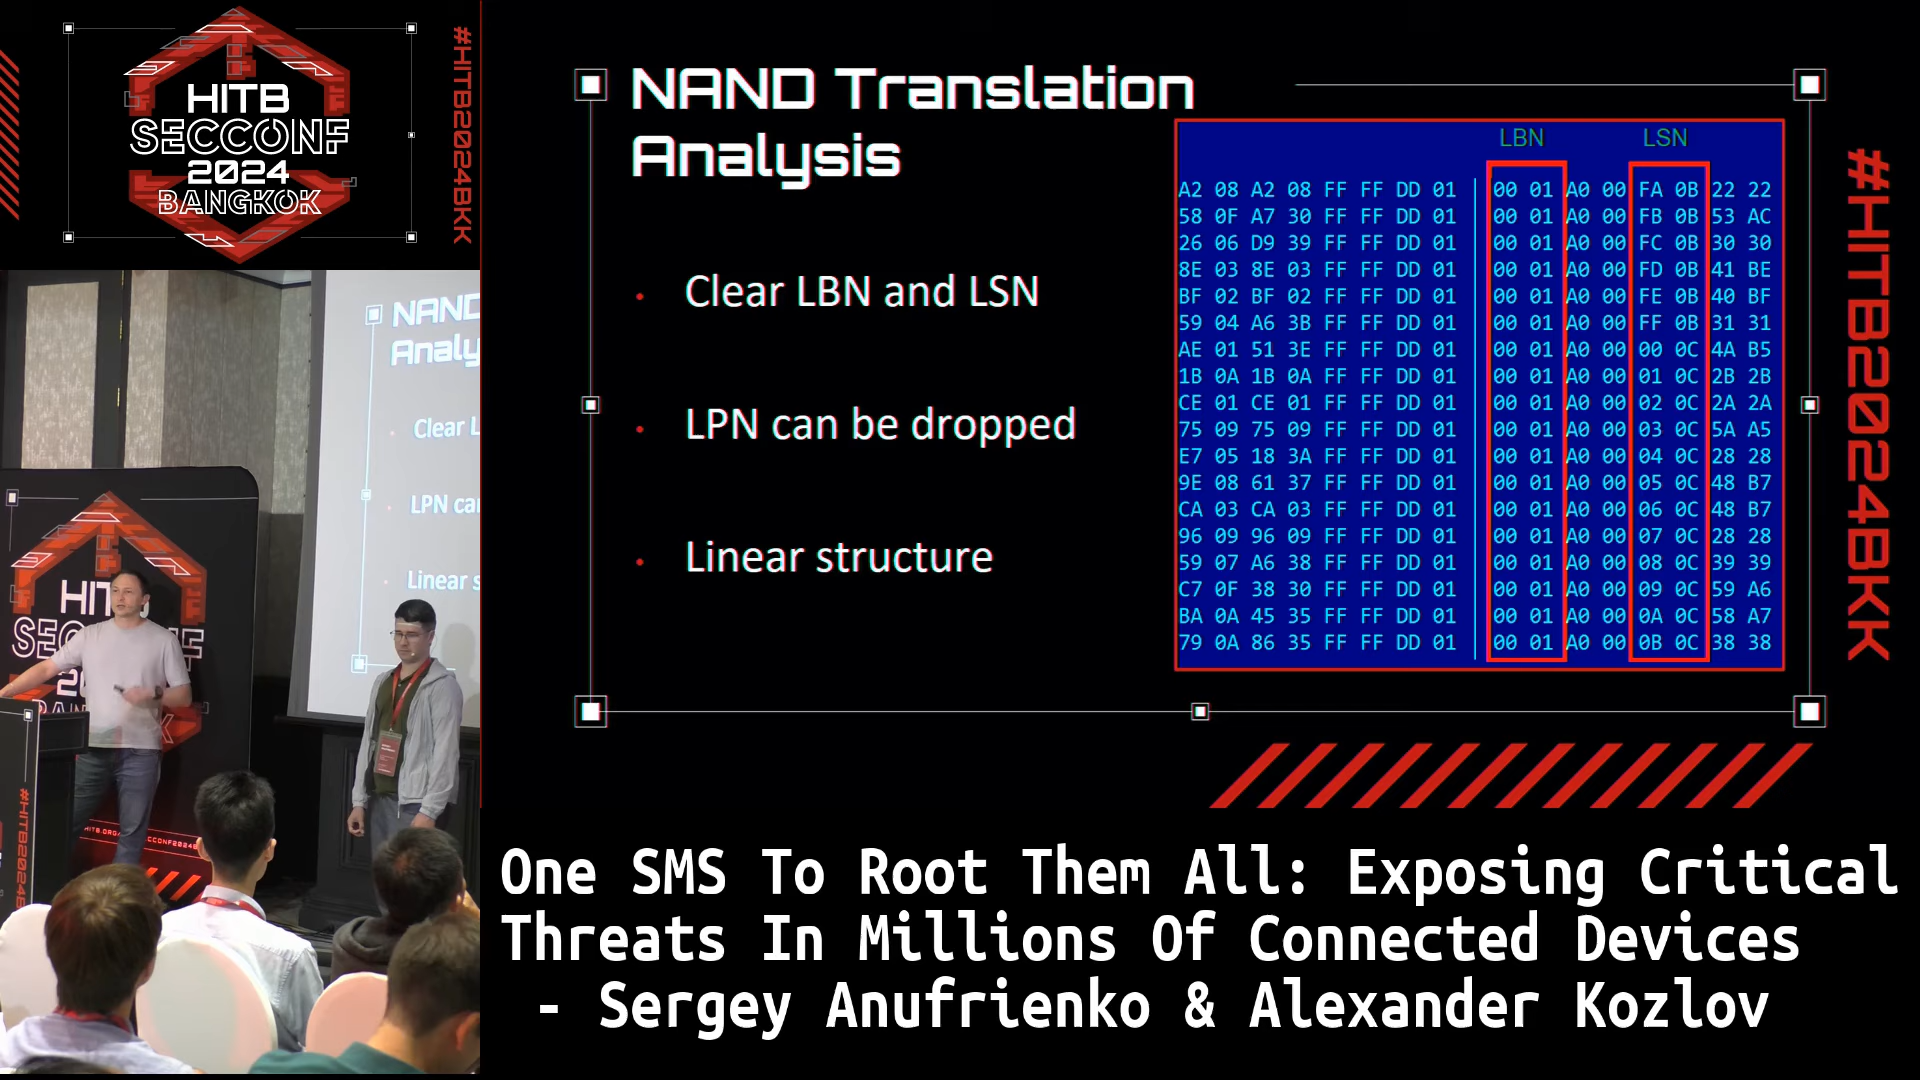 HITB
SECCONF
2024
BANGKOK
#HITB2024BKK
NAND Translation
Analysis
Clear LBN and LSN
LPN can be dropped
Linear structure
LBN LSN
A2 08 A2 08 FF FF DD 01 00 01 A0 00 FA 0B 22 22
58 0F A7 30 FF FF DD 01 00 01 A0 00 FB 0B 53 AC
26 06 D9 39 FF FF DD 01 00 01 A0 00 FC 0B 30 30
8E 03 8E 03 FF FF DD 01 00 01 A0 00 FD 0B 41 BE
BF 02 BF 02 FF FF DD 01 00 01 A0 00 FE 0B 40 BF
59 04 A6 3B FF FF DD 01 00 01 A0 00 FF 0B 31 31
AE 01 51 3E FF FF DD 01 00 01 A0 00 00 0C 4A B5
1B 0A 1B 0A FF FF DD 01 00 01 A0 00 01 0C 2B 2B
CE 01 CE 01 FF FF DD 01 00 01 A0 00 02 0C 2A 2A
75 09 75 09 FF FF DD 01 00 01 A0 00 03 0C 5A A5
E7 05 18 3A FF FF DD 01 00 01 A0 00 04 0C 28 28
9E 08 61 37 FF FF DD 01 00 01 A0 00 05 0C 48 B7
CA 03 CA 03 FF FF DD 01 00 01 A0 00 06 0C 48 B7
96 09 96 09 FF FF DD 01 00 01 A0 00 07 0C 28 28
59 07 A6 38 FF FF DD 01 00 01 A0 00 08 0C 39 39
C7 0F 38 30 FF FF DD 01 00 01 A0 00 09 0C 59 A6
BA 0A 45 35 FF FF DD 01 00 01 A0 00 0A 0C 58 A7
79 0A 86 35 FF FF DD 01 00 01 A0 00 0B 0C 38 38
#HITB2024BKK
NAND
Analy
Clear L
LPN ca
Linear s
HIT
SEC
One SMS To Root Them All: Exposing Critical
Threats In Millions Of Connected Devices
- Sergey Anufrienko & Alexander Kozlov